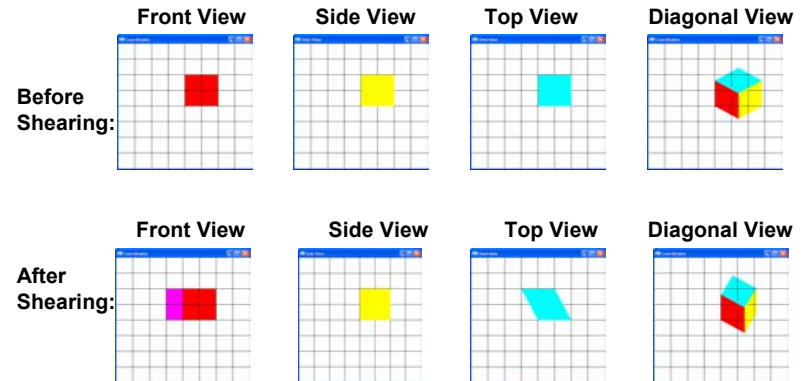 Front View Side View Top View Diagonal View
Before
Shearing:
Front View Side View Top View Diagonal View
After
Shearing: